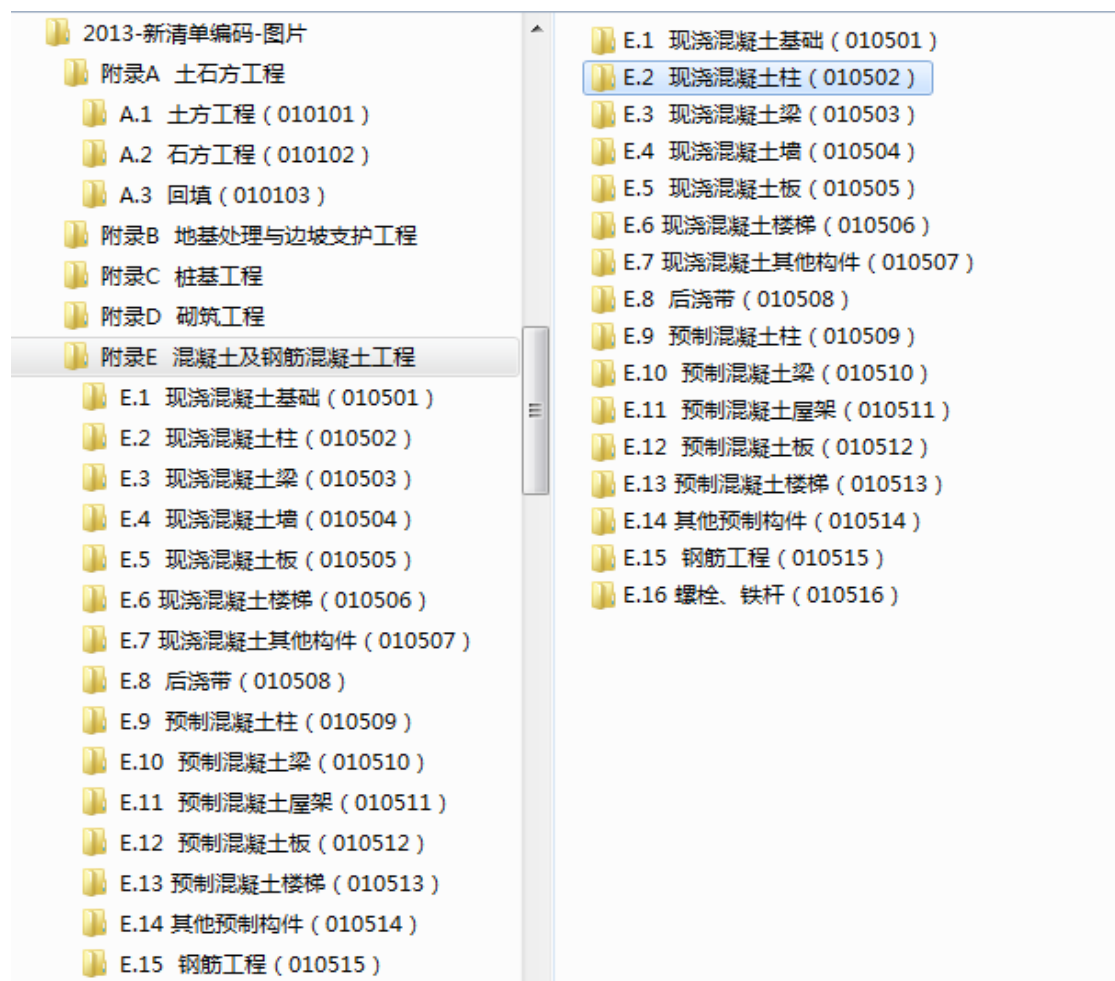 2013-新清单编码-图片
附录A 土石方工程
A.1 土方工程（010101）
A.2 石方工程（010102）
A.3 回填（010103）
附录B 地基处理与边坡支护工程
附录C 桩基工程
附录D 砌筑工程
附录E 混凝土及钢筋混凝土工程
E.1 现浇混凝土基础（010501）
E.2 现浇混凝土柱（010502）
E.3 现浇混凝土梁（010503）
E.4 现浇混凝土墙（010504）
E.5 现浇混凝土板（010505）
E.6 现浇混凝土楼梯（010506）
E.7 现浇混凝土其他构件（010507）
E.8 后浇带（010508）
E.9 预制混凝土柱（010509）
E.10 预制混凝土梁（010510）
E.11 预制混凝土屋架（010511）
E.12 预制混凝土板（010512）
E.13 预制混凝土楼梯（010513）
E.14 其他预制构件（010514）
E.15 钢筋工程（010515）
E.1 现浇混凝土基础（010501）
E.2 现浇混凝土柱（010502）
E.3 现浇混凝土梁（010503）
E.4 现浇混凝土墙（010504）
E.5 现浇混凝土板（010505）
E.6 现浇混凝土楼梯（010506）
E.7 现浇混凝土其他构件（010507）
E.8 后浇带（010508）
E.9 预制混凝土柱（010509）
E.10 预制混凝土梁（010510）
E.11 预制混凝土屋架（010511）
E.12 预制混凝土板（010512）
E.13 预制混凝土楼梯（010513）
E.14 其他预制构件（010514）
E.15 钢筋工程（010515）
E.16 螺栓、铁杆（010516）